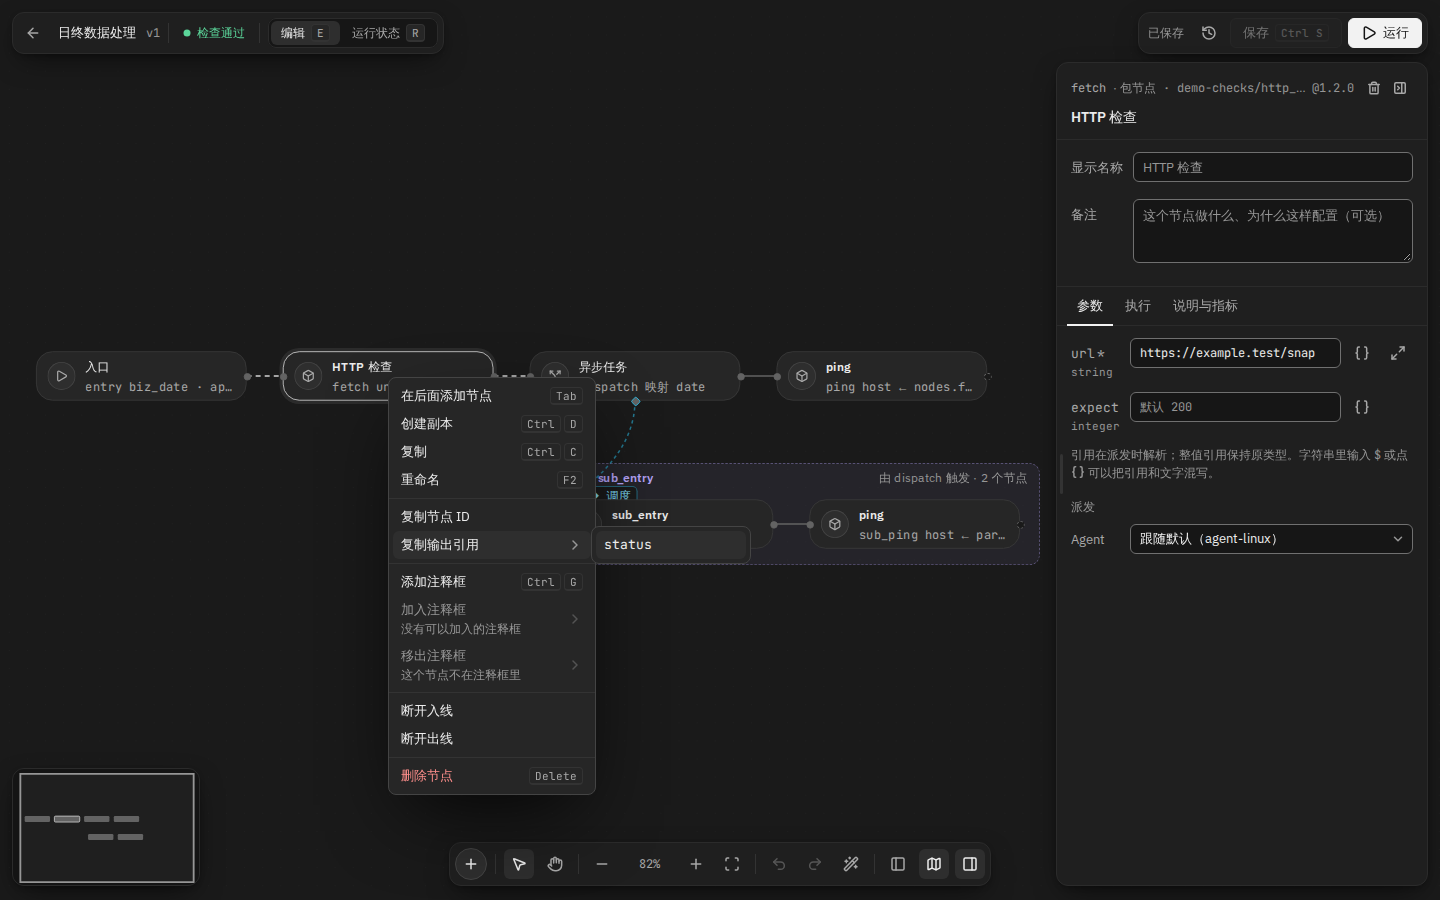 日终数据处理 v1 检查通过 编辑 E 运行状态 R
已保存 保存 Ctrl S 运行
fetch · 包节点 · demo-checks/http_… @1.2.0
HTTP 检查
显示名称 HTTP 检查
备注 这个节点做什么、为什么这样配置（可选）
参数 执行 说明与指标
url* https://example.test/snap
string
expect 默认 200
integer
引用在派发时解析；整值引用保持原类型。字符串里输入 $ 或点
{} 可以把引用和文字混写。
派发
Agent 跟随默认（agent-linux）
入口
entry biz_date · ap…
HTTP 检查
fetch
异步任务
spatch 映射 date
ping
ping host ← nodes.f…
sub_entry 由 dispatch 触发 · 2 个节点
调度
sub_entry
ping
sub_ping host ← par…
在后面添加节点 Tab
创建副本 Ctrl D
复制 Ctrl C
重命名 F2
复制节点 ID
复制输出引用
status
添加注释框 Ctrl G
加入注释框
没有可以加入的注释框
移出注释框
这个节点不在注释框里
断开入线
断开出线
删除节点 Delete
82%